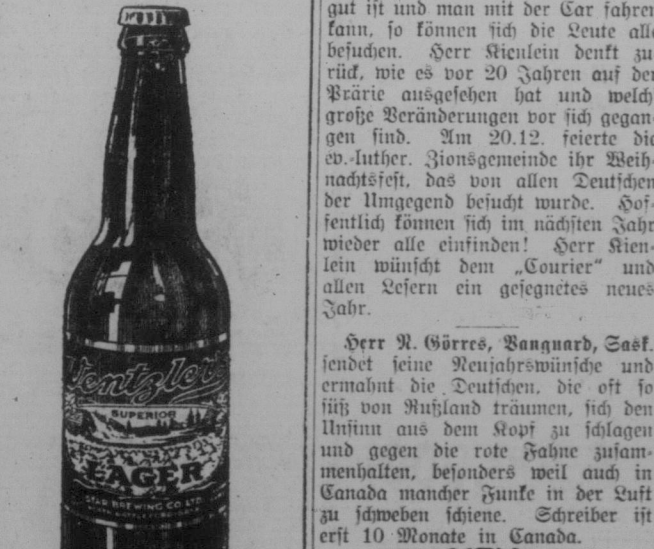 Wentzler
SUPERIOR
LAGER
STAR BREWING CO LTD
gut ist und man mit der Car fahren
kann, so können sich die Leute alle
besuchen. Herr Kienlein denkt zu-
rück, wie es vor 20 Jahren auf der
Prärie ausgesehen hat und welch
große Veränderungen vor sich gegan-
gen sind. Am 20.12. feierte die
ev.-luther. Zionsgemeinde ihr Weih-
nachtsfest, das von allen Deutschen
der Umgegend besucht wurde. Hof-
fentlich können sich im nächsten Jahr
wieder alle einfinden! Herr Kien-
lein wünscht dem „Courier“ und
allen Lesern ein gesegnetes neues
Jahr.
Herr N. Görres, Vanguard, Sask.
sendet seine Neujahrswünsche und
ermahnt die Deutschen, die oft so
süß von Rußland träumen, sich den
Unsinn aus dem Kopf zu schlagen
und gegen die rote Fahne zusam-
menhalten, besonders weil auch in
Canada mancher Funke in der Luft
zu schweben schiene. Schreiber ist
erst 10 Monate in Canada.